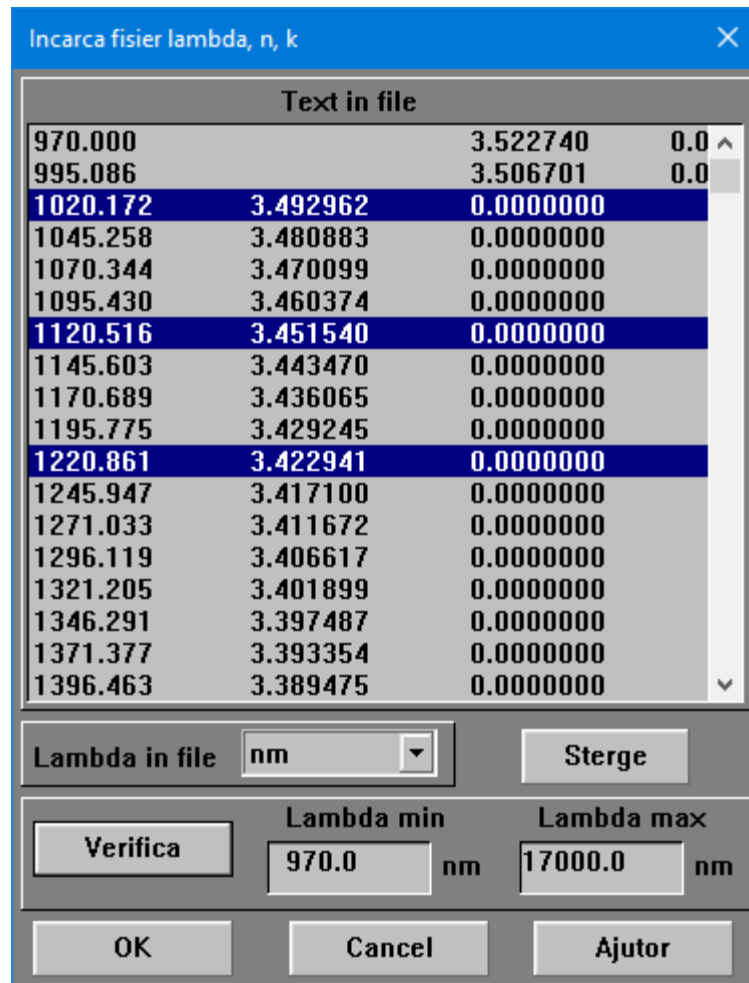 Incarca fisier lambda, n, k
Text in file
970.000 3.522740 0.0
995.086 3.506701 0.0
1020.172 3.492962 0.0000000
1045.258 3.480883 0.0000000
1070.344 3.470099 0.0000000
1095.430 3.460374 0.0000000
1120.516 3.451540 0.0000000
1145.603 3.443470 0.0000000
1170.689 3.436065 0.0000000
1195.775 3.429245 0.0000000
1220.861 3.422941 0.0000000
1245.947 3.417100 0.0000000
1271.033 3.411672 0.0000000
1296.119 3.406617 0.0000000
1321.205 3.401899 0.0000000
1346.291 3.397487 0.0000000
1371.377 3.393354 0.0000000
1396.463 3.389475 0.0000000
Lambda in file nm Sterge
Lambda min Lambda max
Verifica 970.0 nm 17000.0 nm
OK Cancel Ajutor